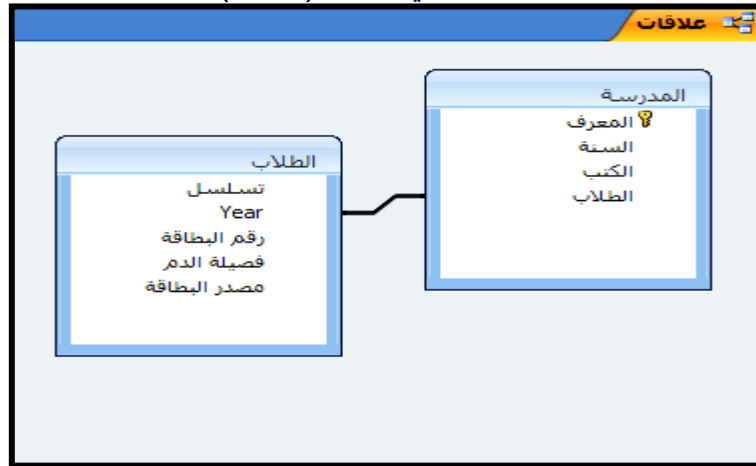 علاقات
المدرسة
المعرف
السنة
الكتب
الطلاب
الطلاب
تسلسل
Year
رقم البطاقة
فصيلة الدم
مصدر البطاقة